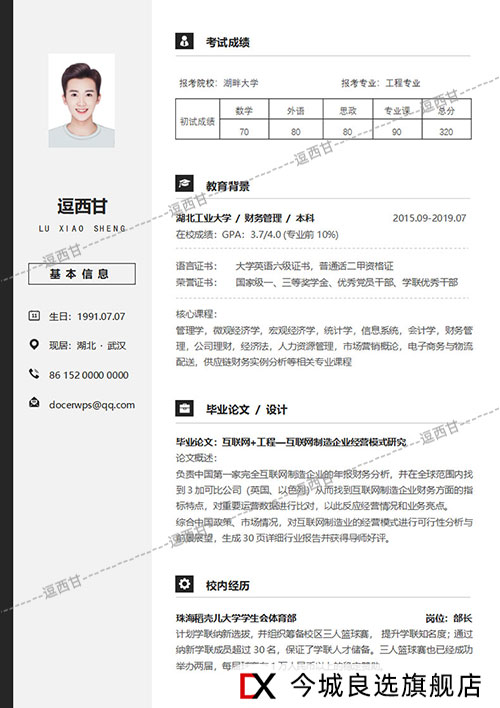 逗西甘
LU XIAO SHENG
基本信息
生日：1991.07.07
现居：湖北 · 武汉
86 152 0000 0000
docerwps@qq.com
考试成绩
报考院校：湖畔大学 报考专业：工程专业
数学 外语 思政 专业课 总分
初试成绩 70 80 80 90 320
教育背景
湖北工业大学 / 财务管理 / 本科 2015.09-2019.07
在校成绩：GPA：3.7/4.0 (专业前 10%)
语言证书： 大学英语六级证书，普通话二甲资格证
荣誉证书： 国家级一、三等奖学金、优秀党员干部、学联优秀干部
核心课程：
管理学，微观经济学，宏观经济学，统计学，信息系统，会计学，财务管
理，公司理财，经济法，人力资源管理，市场营销概论，电子商务与物流
配送，供应链财务实例分析等相关专业课程
毕业论文 / 设计
毕业论文：互联网+工程—互联网制造企业经营模式研究
论文概述：
负责中国第一家完全互联网制造企业的年报财务分析，并在全球范围内找
到 3 加可比公司（英国、以色列）从而找到互联网制造企业财务方面的指
标特点，对重要运营数据进行比对，以此反应经营情况和业务亮点。
综合中国政策、市场情况，对互联网制造业的经营模式进行可行性分析与
前景展望，生成 30 页详细行业报告并获得导师好评。
校内经历
珠海稻壳儿大学学生会体育部 岗位：部长
计划学联纳新选拔，并组织筹备校区三人篮球赛， 提升学联知名度；通过
纳新学联成员超过 30 名，保证了学联人才储备。三人篮球赛也已经成功
举办两届，每
逗西甘
逗西甘
逗西甘
逗西甘
逗西甘
逗西甘
DX 今城良选旗舰店